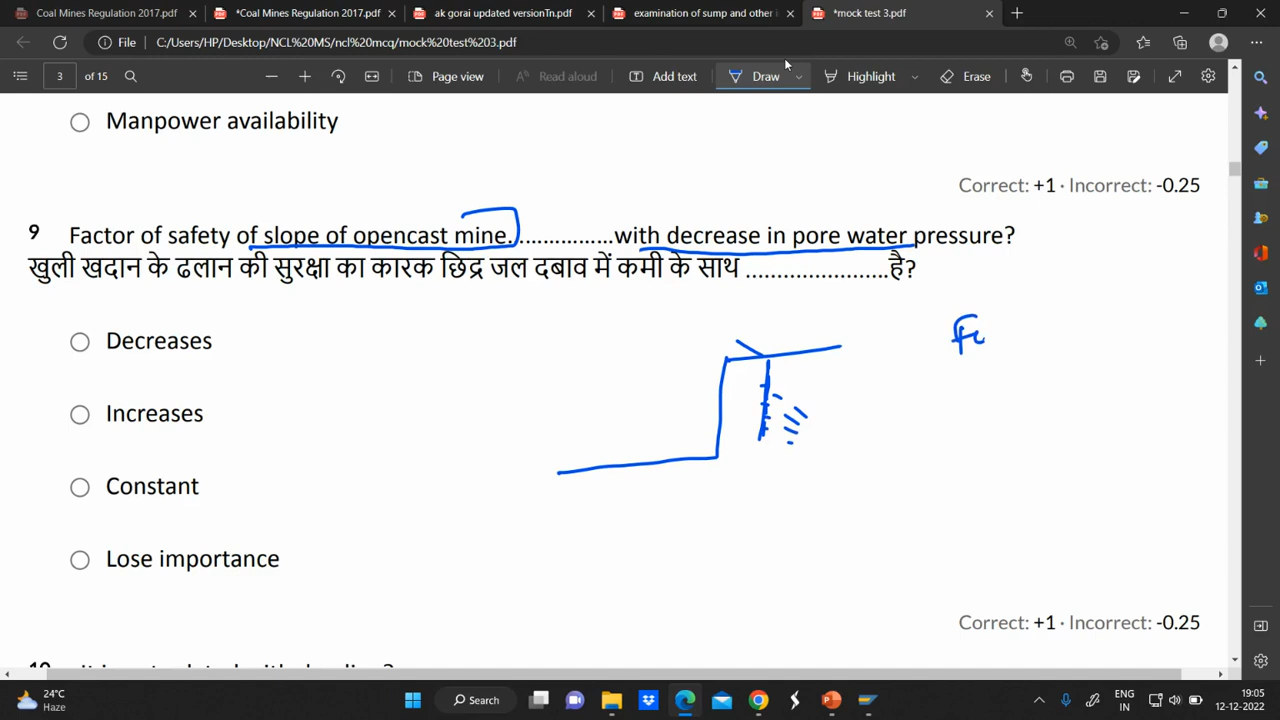 Coal Mines Regulation 2017.pdf
*Coal Mines Regulation 2017.pdf
ak gorai updated versionTn.pdf
examination of sump and other i
*mock test 3.pdf
File
C:/Users/HP/Desktop/NCL%20MS/ncl%20mcq/mock%20test%203.pdf
3 of 15
Page view
Read aloud
Add text
Draw
Highlight
Erase
Manpower availability
Correct: +1 · Incorrect: -0.25
9 Factor of safety of slope of opencast mine................with decrease in pore water pressure?
खुली खदान के ढलान की सुरक्षा का कारक छिद्र जल दबाव में कमी के साथ .......................है?
Decreases
Increases
Constant
Lose importance
Correct: +1 · Incorrect: -0.25
24°C
Haze
Search
ENG
IN
19:05
12-12-2022